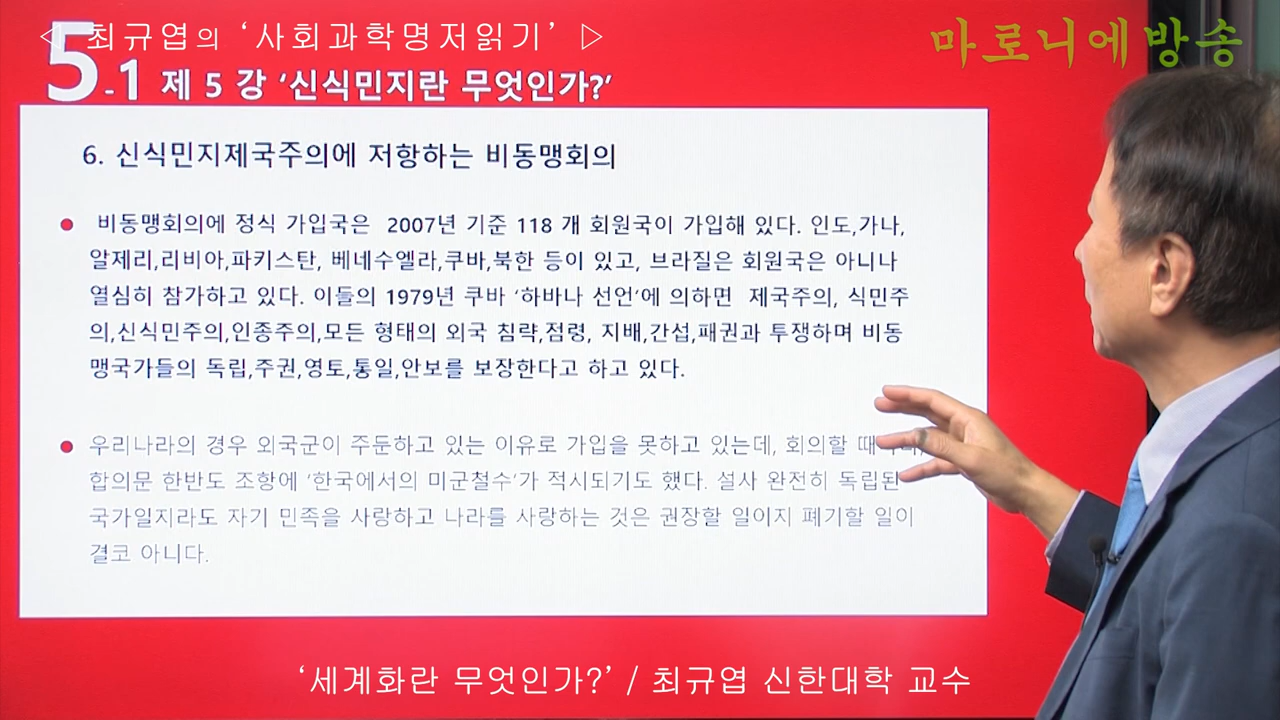 ◁ 최규엽의 ‘사회과학명저읽기’ ▷
마로니에방송
5-1 제 5 강 ‘신식민지란 무엇인가?’
6. 신식민지제국주의에 저항하는 비동맹회의
● 비동맹회의에 정식 가입국은 2007년 기준 118 개 회원국이 가입해 있다. 인도,가나,
알제리,리비아,파키스탄, 베네수엘라,쿠바,북한 등이 있고, 브라질은 회원국은 아니나
열심히 참가하고 있다. 이들의 1979년 쿠바 ‘하바나 선언’에 의하면 제국주의, 식민주
의,신식민주의,인종주의,모든 형태의 외국 침략,점령, 지배,간섭,패권과 투쟁하며 비동
맹국가들의 독립,주권,영토,통일,안보를 보장한다고 하고 있다.
● 우리나라의 경우 외국군이 주둔하고 있는 이유로 가입을 못하고 있는데, 회의할
합의문 한반도 조항에 ‘한국에서의 미군철수’가 적시되기도 했다. 설사 완전히 독립된
국가일지라도 자기 민족을 사랑하고 나라를 사랑하는 것은 권장할 일이지 폐기할 일이
결코 아니다.
‘세계화란 무엇인가?’ / 최규엽 신한대학 교수